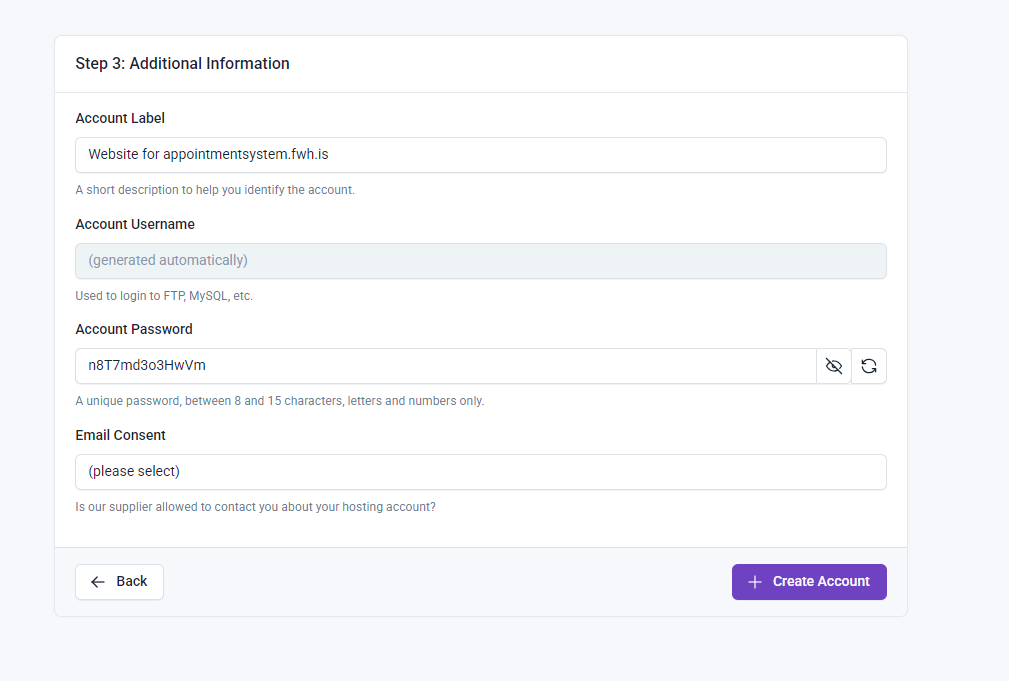 Step 3: Additional Information
Account Label
Website for appointmentsystem.fwh.is
A short description to help you identify the account.
Account Username
(generated automatically)
Used to login to FTP, MySQL, etc.
Account Password
n8T7md3o3HwVm
A unique password, between 8 and 15 characters, letters and numbers only.
Email Consent
(please select)
Is our supplier allowed to contact you about your hosting account?
Back
Create Account